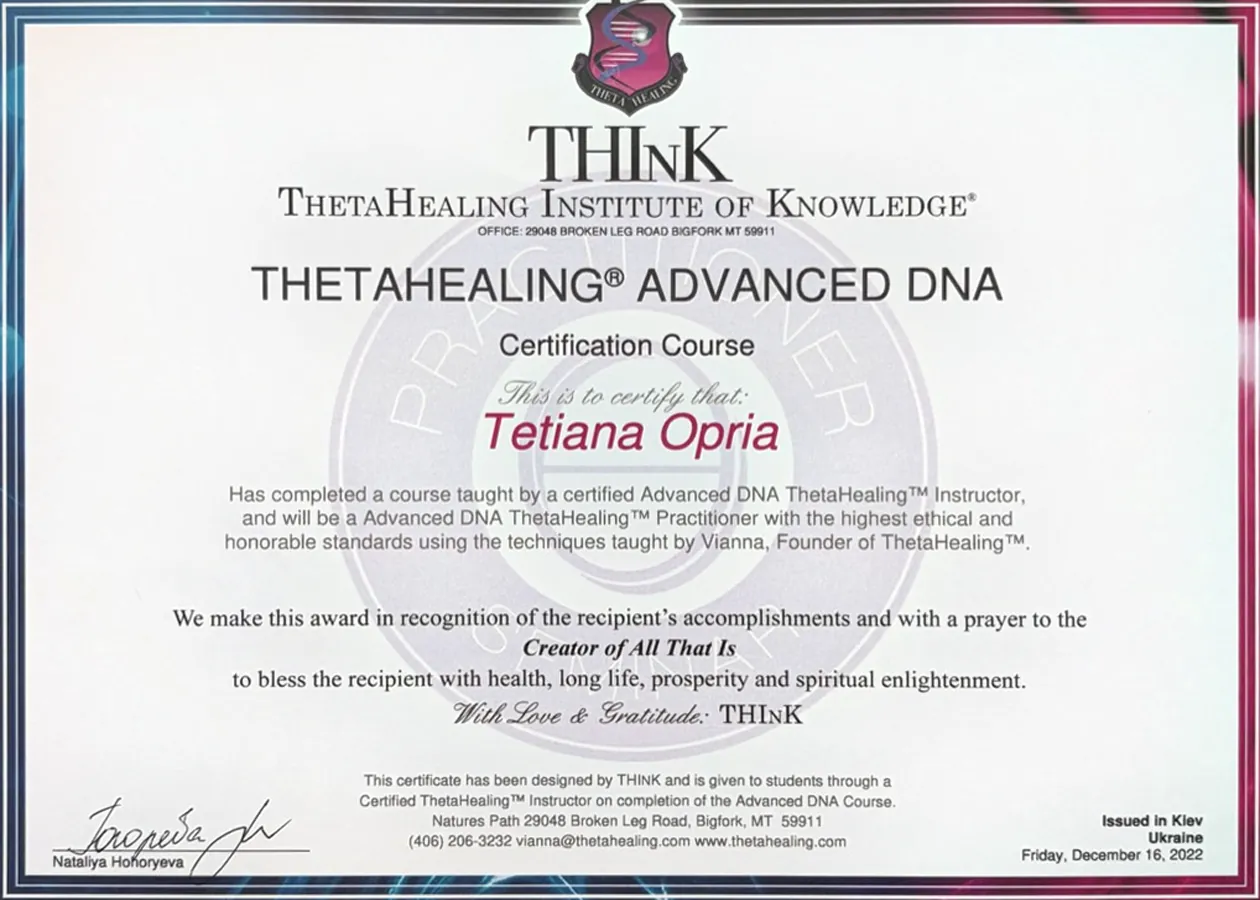 THETA HEALING
THInK
THETAHEALING INSTITUTE OF KNOWLEDGE®
OFFICE: 29048 BROKEN LEG ROAD BIGFORK MT 59911
THETAHEALING® ADVANCED DNA
Certification Course
This is to certify that:
Tetiana Opria
Has completed a course taught by a certified Advanced DNA ThetaHealing™ Instructor,
and will be a Advanced DNA ThetaHealing™ Practitioner with the highest ethical and
honorable standards using the techniques taught by Vianna, Founder of ThetaHealing™.
PRACTITIONER
SEMINAR
We make this award in recognition of the recipient's accomplishments and with a prayer to the
Creator of All That Is
to bless the recipient with health, long life, prosperity and spiritual enlightenment.
With Love & Gratitude: THInK
This certificate has been designed by THINK and is given to students through a
Certified ThetaHealing™ Instructor on completion of the Advanced DNA Course.
Natures Path 29048 Broken Leg Road, Bigfork, MT 59911
(406) 206-3232 vianna@thetahealing.com www.thetahealing.com
Nataliya Hohoryeva
Issued in Kiev
Ukraine
Friday, December 16, 2022